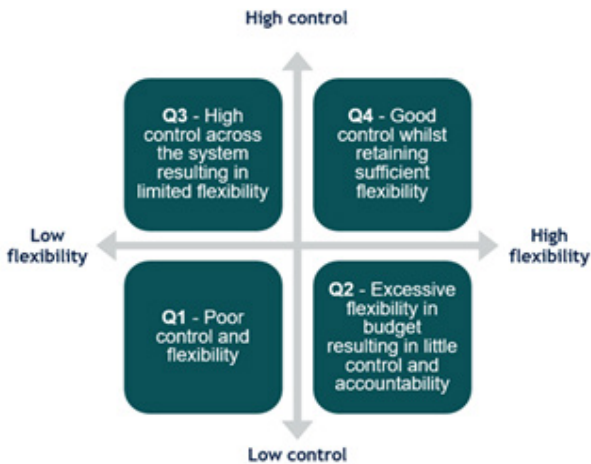 High control
Q3 - High
control across
the system
resulting in
limited flexibility
Q4 - Good
control whilst
retaining
sufficient
flexibility
Low
flexibility
High
flexibility
Q1 - Poor
control and
flexibility
Q2 - Excessive
flexibility in
budget
resulting in little
control and
accountability
Low control